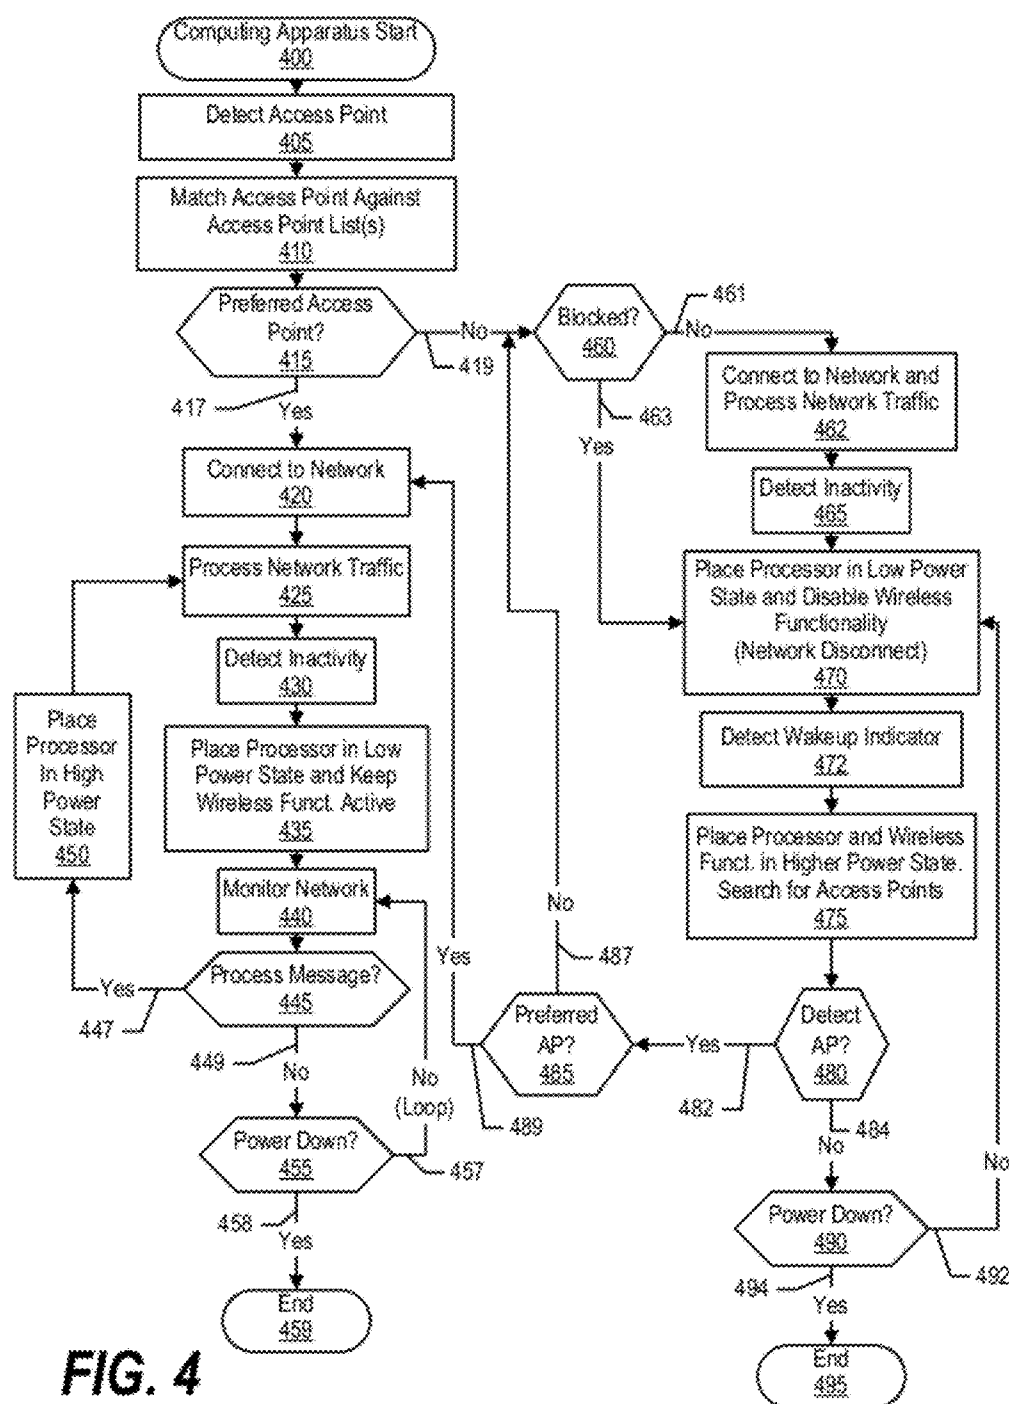 Computing Apparatus Start
400
Detect Access Point
405
Match Access Point Against
Access Point List(s)
410
Preferred Access
Point?
415
417
Yes
No
419
Blocked?
460
461
No
463
Yes
Connect to Network and
Process Network Traffic
462
Detect Inactivity
465
Place Processor in Low Power
State and Disable Wireless
Functionality
(Network Disconnect)
470
Detect Wakeup Indicator
472
Place Processor and Wireless
Funct. in Higher Power State.
Search for Access Points
475
Connect to Network
420
Process Network Traffic
425
Detect Inactivity
430
Place Processor in Low
Power State and Keep
Wireless Funct. Active
435
Place
Processor
In High
Power
State
450
Monitor Network
440
Process Message?
445
Yes
447
449
No
No
(Loop)
Power Down?
455
457
458
Yes
End
459
Yes
489
Preferred
AP?
485
No
487
Yes
482
Detect
AP?
480
484
No
Power Down?
490
No
492
494
Yes
End
495
FIG. 4